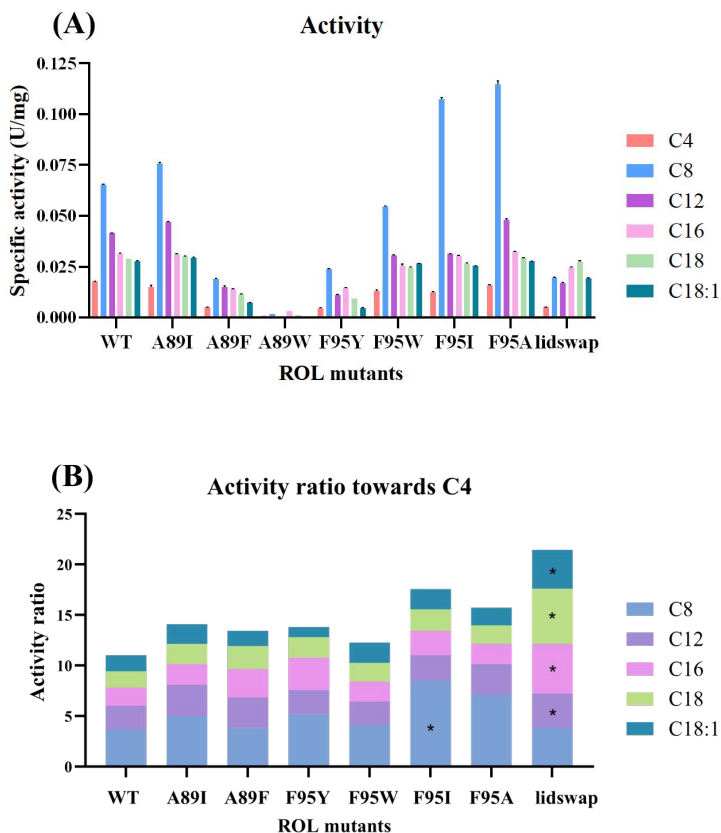 (A)
Activity
Specific activity (U/mg)
0.125
0.100
0.075
0.050
0.025
0.000
WT A89I A89F A89W F95Y F95W F95I F95A lidswap
ROL mutants
C4
C8
C12
C16
C18
C18:1
(B)
Activity ratio towards C4
Activity ratio
25
20
15
10
5
0
* 
*
*
*
*
WT A89I A89F F95Y F95W F95I F95A lidswap
ROL mutants
C8
C12
C16
C18
C18:1